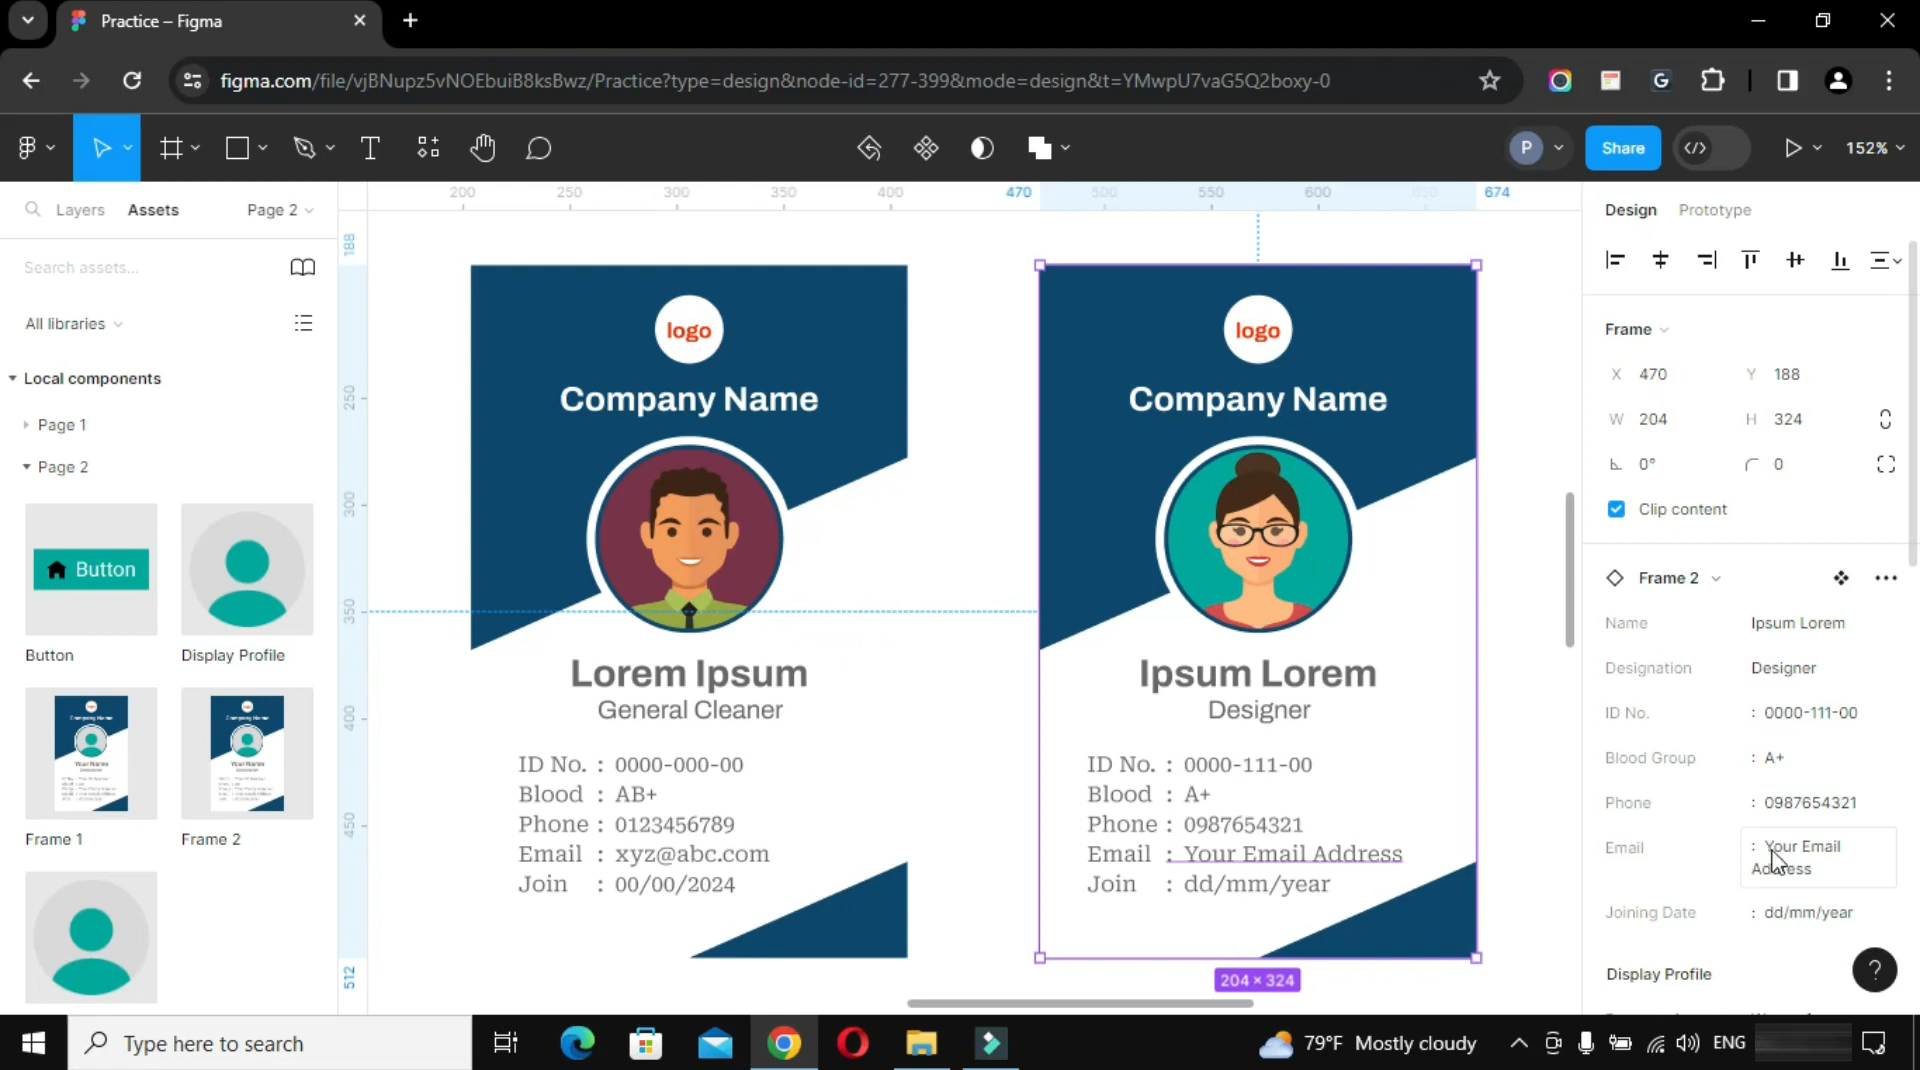 Practice – Figma
figma.com/file/vjBNupz5vNOEbuiB8ksBwz/Practice?type=design&node-id=277-399&mode=design&t=YMwpU7vaG5Q2boxy-0
P
Share
152%
Layers
Assets
Page 2
200
250
300
350
400
470
500
550
600
650
674
Design
Prototype
Search assets...
All libraries
Local components
Page 1
Page 2
Button
Button
Display Profile
Frame 1
Frame 2
188
250
300
350
400
450
512
logo
Company Name
Lorem Ipsum
General Cleaner
ID No. : 0000-000-00
Blood : AB+
Phone : 0123456789
Email : xyz@abc.com
Join : 00/00/2024
logo
Company Name
Ipsum Lorem
Designer
ID No. : 0000-111-00
Blood : A+
Phone : 0987654321
Email : Your Email Address
Join : dd/mm/year
204 × 324
Frame
X 470
Y 188
W 204
H 324
0°
0
Clip content
Frame 2
Name Ipsum Lorem
Designation Designer
ID No. : 0000-111-00
Blood Group : A+
Phone : 0987654321
Email : Your Email
Address
Joining Date : dd/mm/year
Display Profile
?
Type here to search
79°F Mostly cloudy
ENG